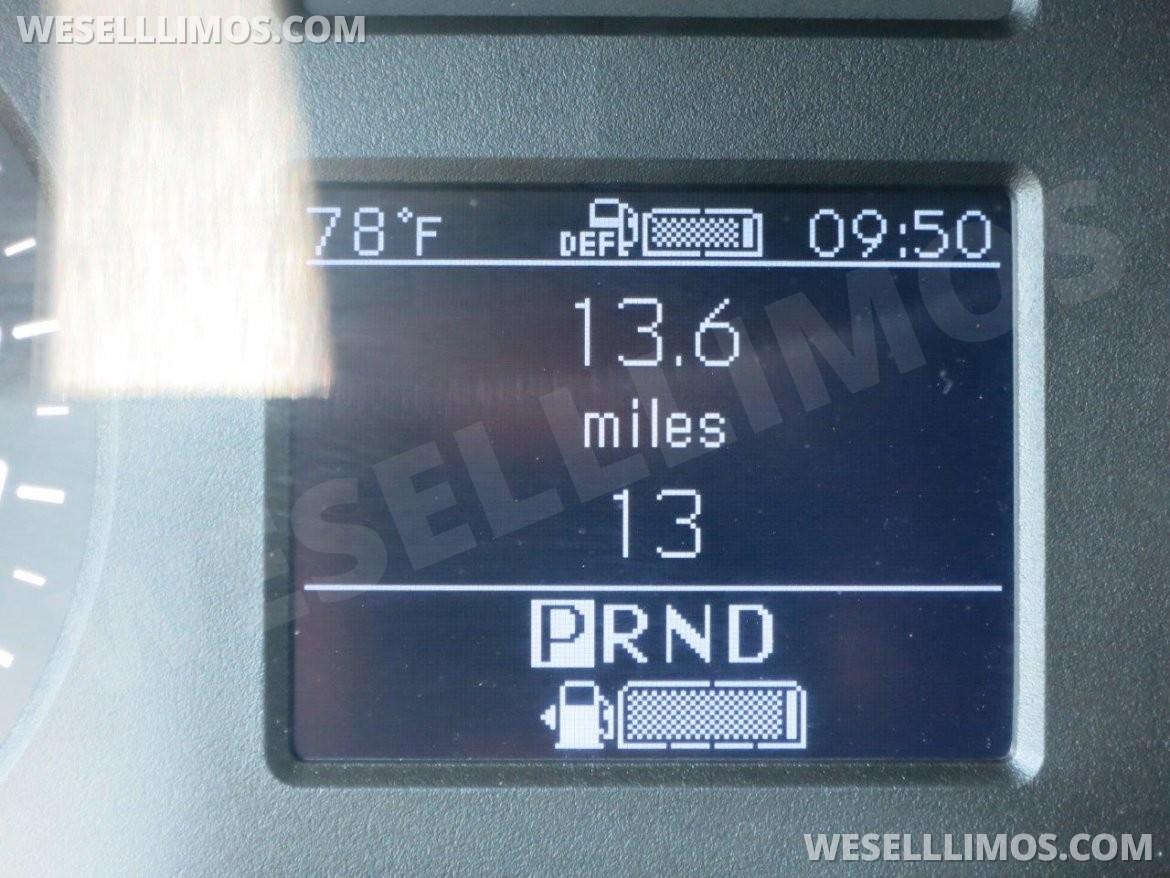 WESELLLIMOS.COM
78°F DEF 09:50
13.6
miles
13
PRND
WESELLLIMOS
WESELLLIMOS.COM